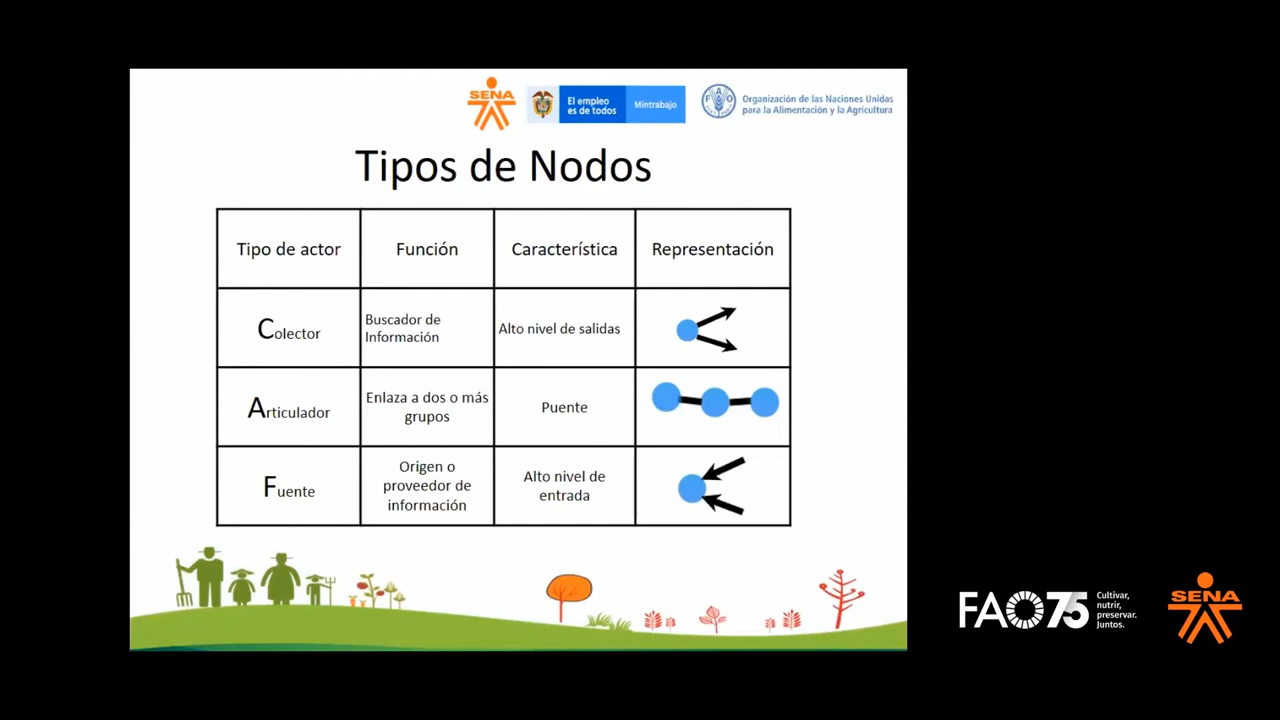 SENA
El empleo
es de todos
Mintrabajo
FAO
Organización de las Naciones Unidas
para la Alimentación y la Agricultura
Tipos de Nodos
Tipo de actor
Función
Característica
Representación
Colector
Buscador de
Información
Alto nivel de salidas
Articulador
Enlaza a dos o más
grupos
Puente
Fuente
Origen o
proveedor de
información
Alto nivel de
entrada
FAO75
Cultivar,
nutrir,
preservar.
Juntos.
SENA